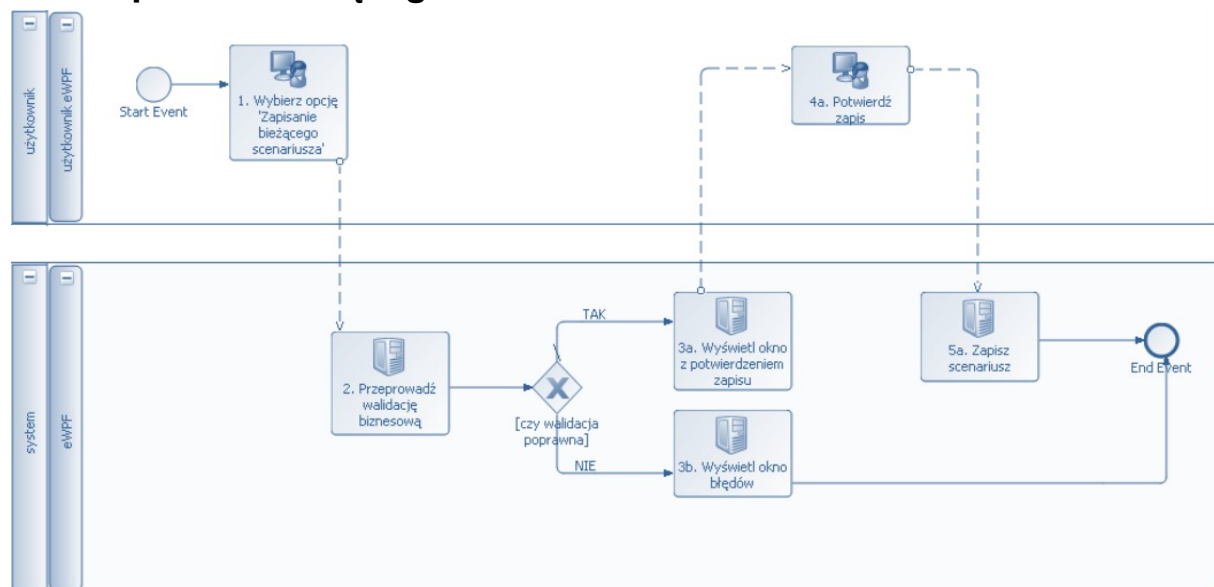 użytkownik
użytkownik eWPF
Start Event
1. Wybierz opcję
'Zapisanie
bieżącego
scenariusza'
4a. Potwierdź
zapis
system
eWPF
2. Przeprowadź
walidację
biznesową
[czy walidacja
poprawna]
TAK
3a. Wyświetl okno
z potwierdzeniem
zapisu
NIE
3b. Wyświetl okno
błędów
5a. Zapisz
scenariusz
End Event